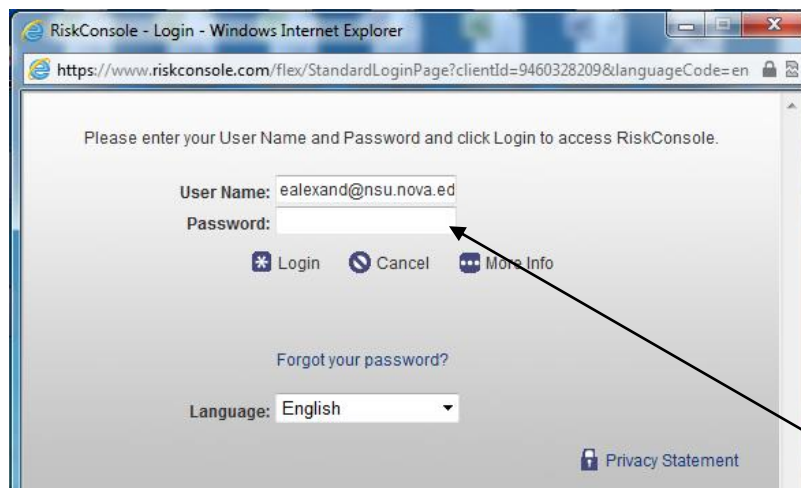 RiskConsole - Login - Windows Internet Explorer
https://www.riskconsole.com/flex/StandardLoginPage?clientId=9460328209&languageCode=en
Please enter your User Name and Password and click Login to access RiskConsole.
User Name: ealexand@nsu.nova.ed
Password:
Login Cancel More Info
Forgot your password?
Language: English
Privacy Statement